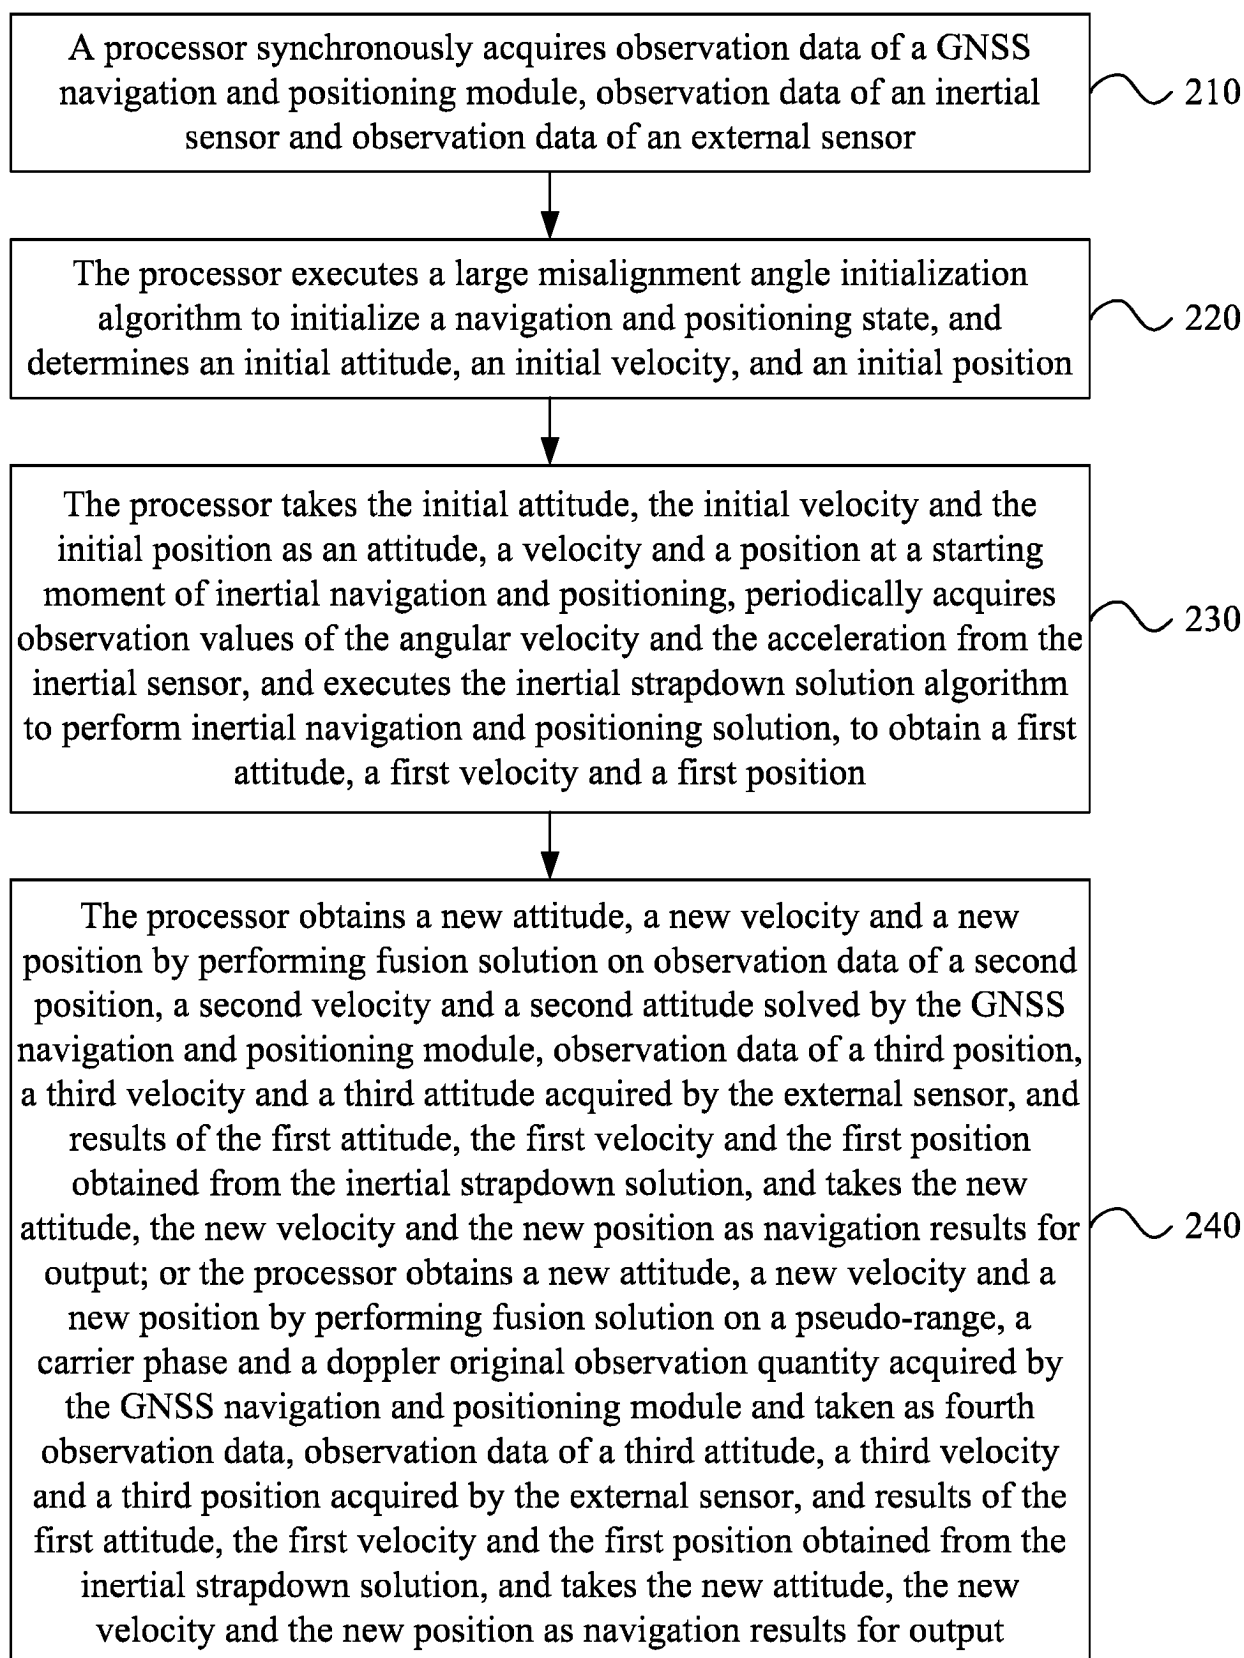 A processor synchronously acquires observation data of a GNSS
navigation and positioning module, observation data of an inertial
sensor and observation data of an external sensor
210
The processor executes a large misalignment angle initialization
algorithm to initialize a navigation and positioning state, and
determines an initial attitude, an initial velocity, and an initial position
220
The processor takes the initial attitude, the initial velocity and the
initial position as an attitude, a velocity and a position at a starting
moment of inertial navigation and positioning, periodically acquires
observation values of the angular velocity and the acceleration from the
inertial sensor, and executes the inertial strapdown solution algorithm
to perform inertial navigation and positioning solution, to obtain a first
attitude, a first velocity and a first position
230
The processor obtains a new attitude, a new velocity and a new
position by performing fusion solution on observation data of a second
position, a second velocity and a second attitude solved by the GNSS
navigation and positioning module, observation data of a third position,
a third velocity and a third attitude acquired by the external sensor, and
results of the first attitude, the first velocity and the first position
obtained from the inertial strapdown solution, and takes the new
attitude, the new velocity and the new position as navigation results for
output; or the processor obtains a new attitude, a new velocity and a
new position by performing fusion solution on a pseudo-range, a
carrier phase and a doppler original observation quantity acquired by
the GNSS navigation and positioning module and taken as fourth
observation data, observation data of a third attitude, a third velocity
and a third position acquired by the external sensor, and results of the
first attitude, the first velocity and the first position obtained from the
inertial strapdown solution, and takes the new attitude, the new
velocity and the new position as navigation results for output
240